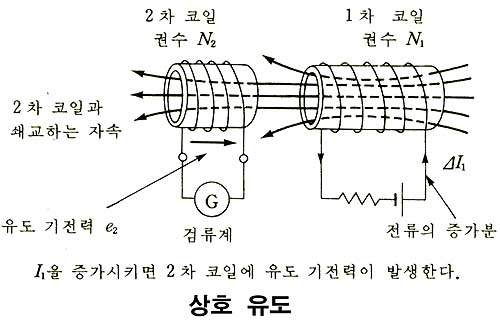 2차 코일
권수 N₂
1차 코일
권수 N₁
2차 코일과
쇄교하는 자속
ΔI₁
G
유도 기전력 e₂
검류계
전류의 증가분
I₁을 증가시키면 2차 코일에 유도 기전력이 발생한다.
상호 유도